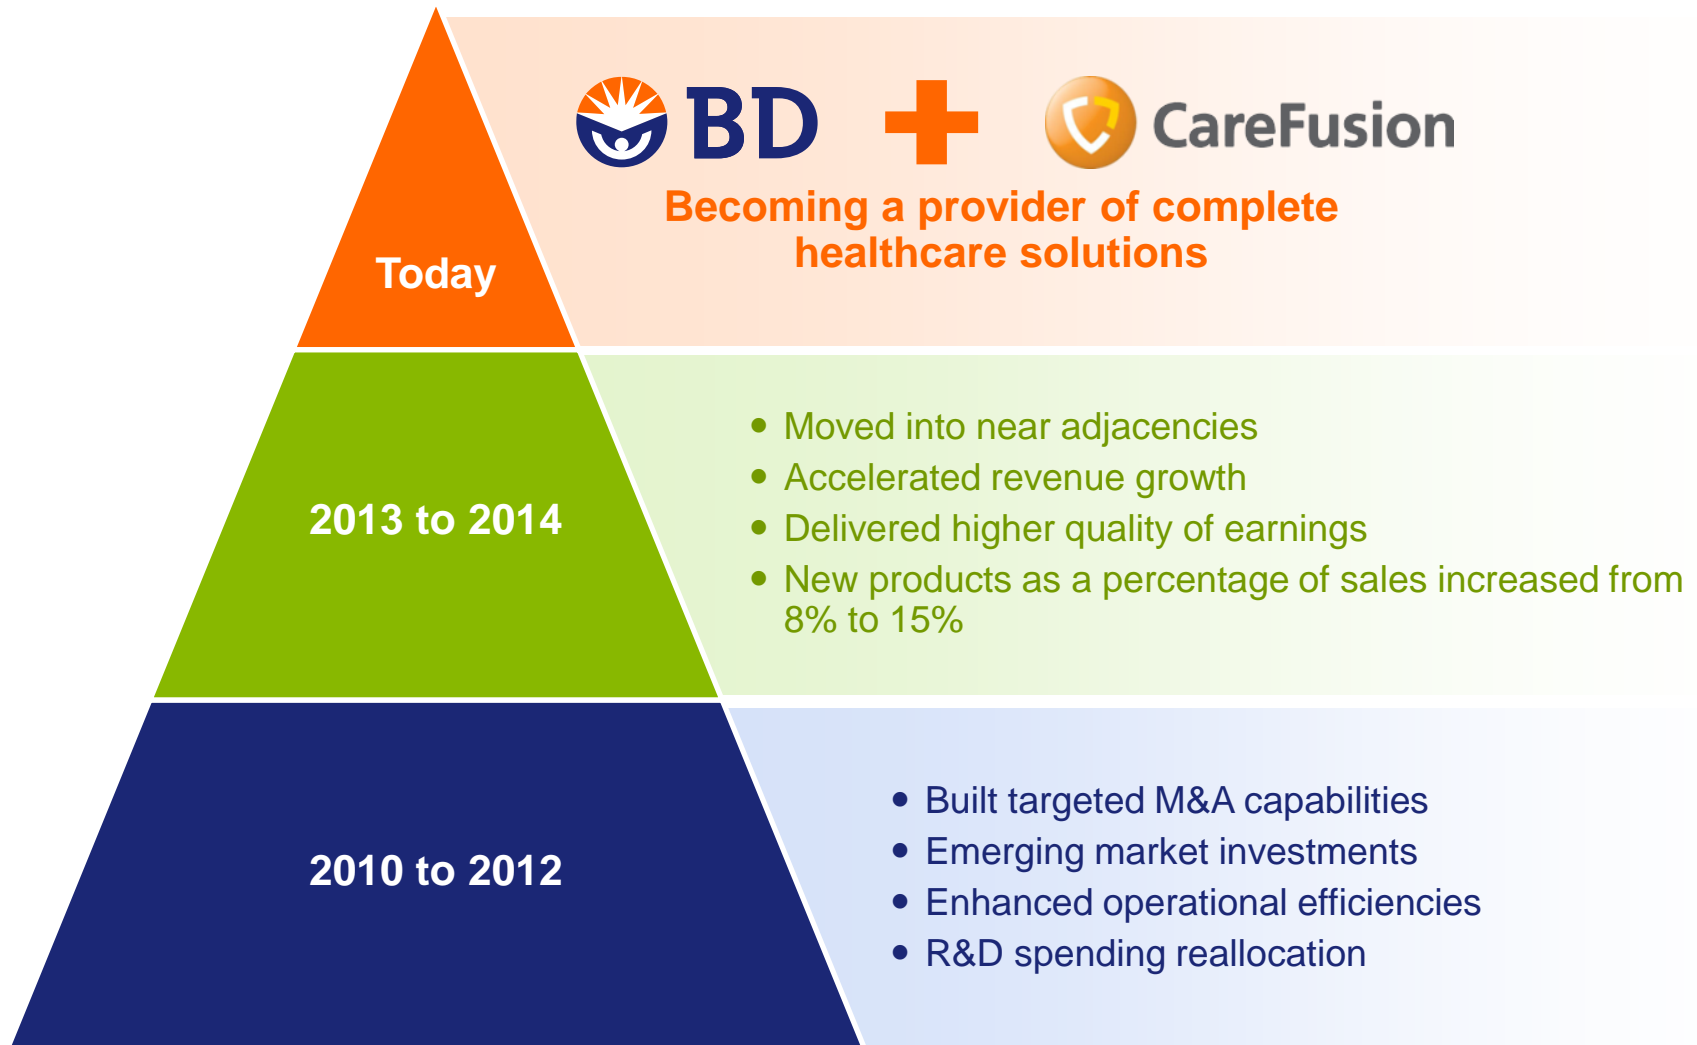 BD
CareFusion
Becoming a provider of complete
healthcare solutions
Today
• Moved into near adjacencies
• Accelerated revenue growth
• Delivered higher quality of earnings
• New products as a percentage of sales increased from
8% to 15%
2013 to 2014
• Built targeted M&A capabilities
• Emerging market investments
• Enhanced operational efficiencies
• R&D spending reallocation
2010 to 2012